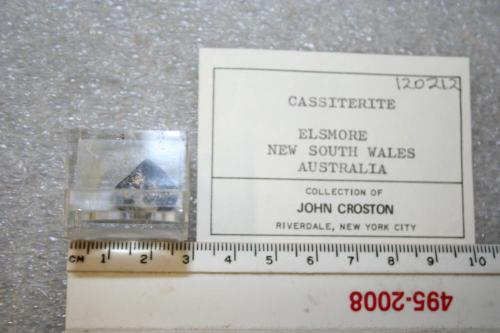 120212
CASSITERITE
ELSMORE
NEW SOUTH WALES
AUSTRALIA
COLLECTION OF
JOHN CROSTON
RIVERDALE, NEW YORK CITY
CM 1 2 3 4 5 6 7 8 9 10
495-2008